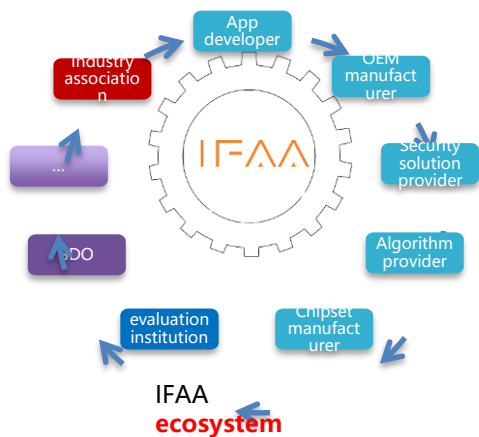 App
developer
OEM
manufact
urer
Security
solution
provider
Algorithm
provider
Chipset
manufact
urer
IFAA
ecosystem
evaluation
institution
SDO
...
Industry
associatio
n
IFAA